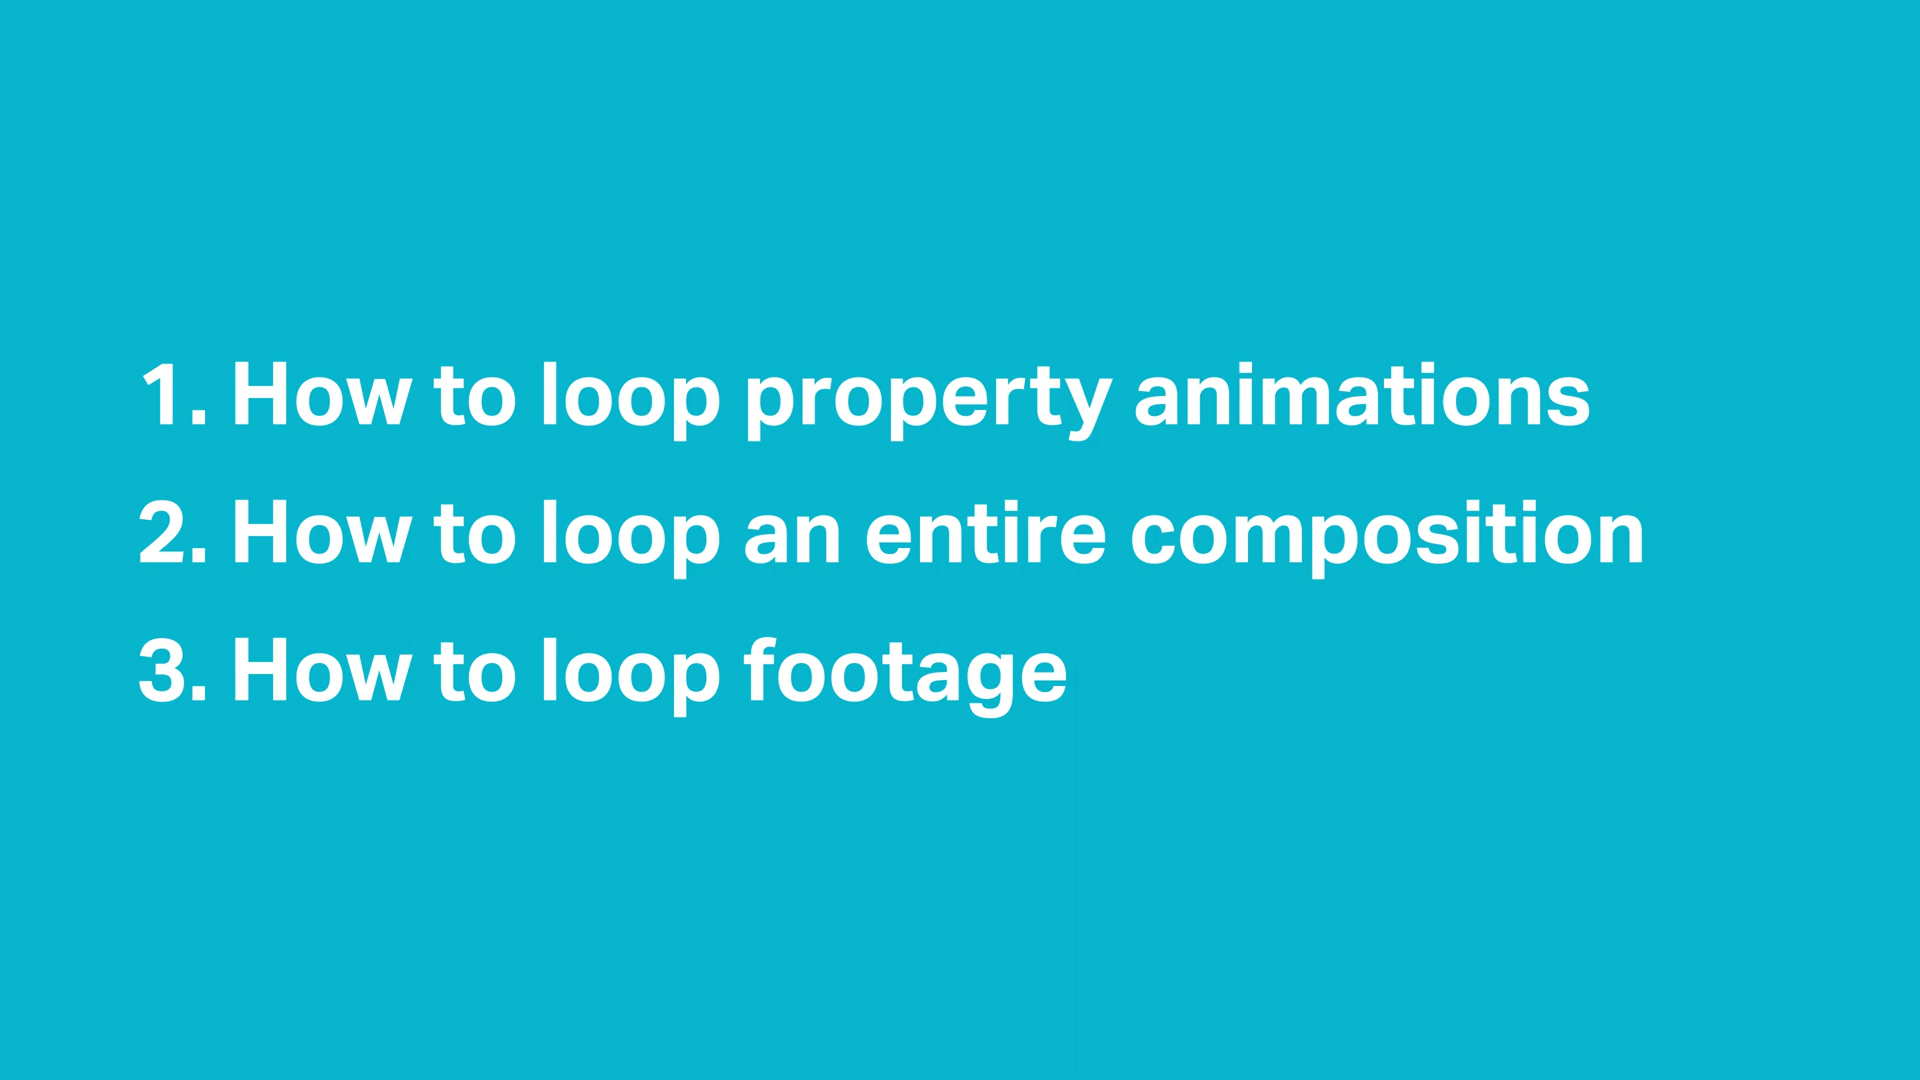 1. How to loop property animations
2. How to loop an entire composition
3. How to loop footage